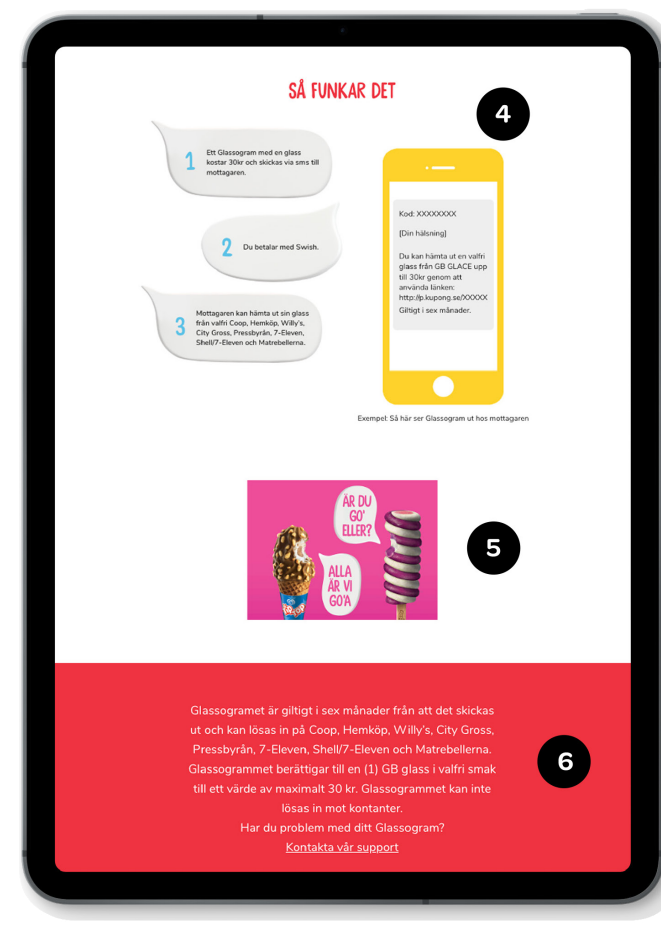 SÅ FUNKAR DET
4
1
Ett Glassogram med en glass
kostar 30kr och skickas via sms till
mottagaren.
2
Du betalar med Swish.
3
Mottagaren kan hämta ut sin glass
från valfri Coop, Hemköp, Willy's,
City Gross, Pressbyrån, 7-Eleven,
Shell/7-Eleven och Matrebellerna.
Kod: XXXXXXXX
[Din hälsning]
Du kan hämta ut en valfri
glass från GB GLACE upp
till 30kr genom att
använda länken:
http://p.kupong.se/XXXXX
Giltigt i sex månader.
Exempel: Så här ser Glassogram ut hos mottagaren
ÄR DU
GO'
ELLER?
ALLA
ÄR VI
GO'A
5
Glassogramet är giltigt i sex månader från att det skickas
ut och kan lösas in på Coop, Hemköp, Willy's, City Gross,
Pressbyrån, 7-Eleven, Shell/7-Eleven och Matrebellerna.
Glassogrammet berättigar till en (1) GB glass i valfri smak
till ett värde av maximalt 30 kr. Glassogrammet kan inte
lösas in mot kontanter.
Har du problem med ditt Glassogram?
Kontakta vår support
6